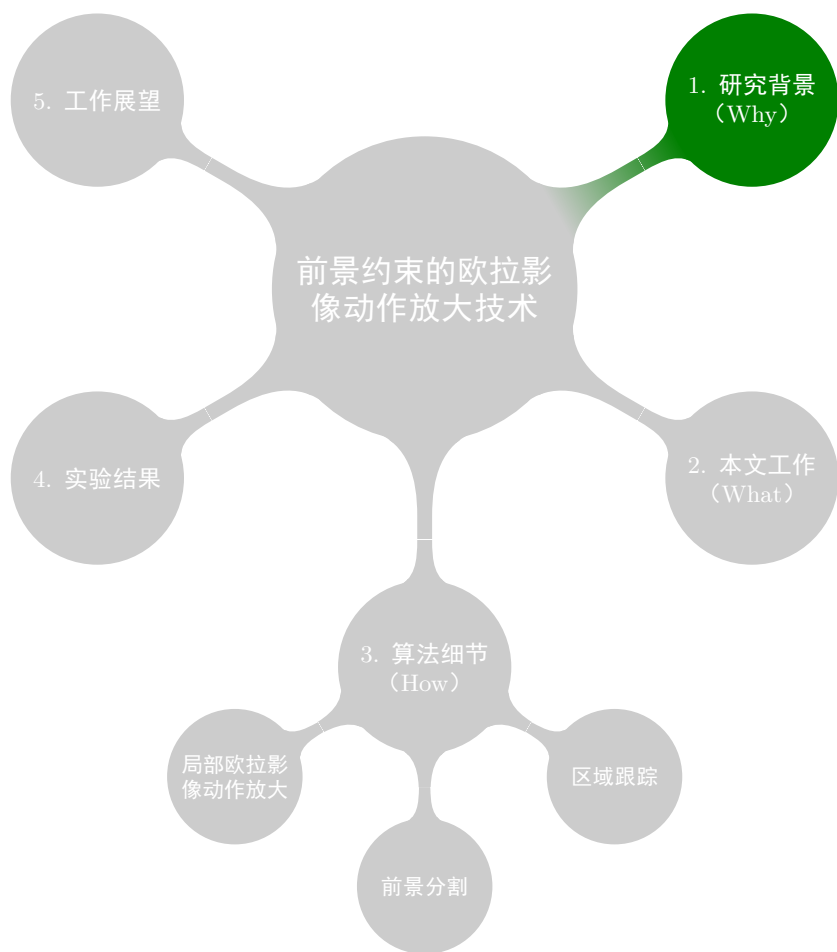 前景约束的欧拉影
像动作放大技术
1. 研究背景
（Why）
2. 本文工作
（What）
3. 算法细节
（How）
区域跟踪
前景分割
局部欧拉影
像动作放大
4. 实验结果
5. 工作展望